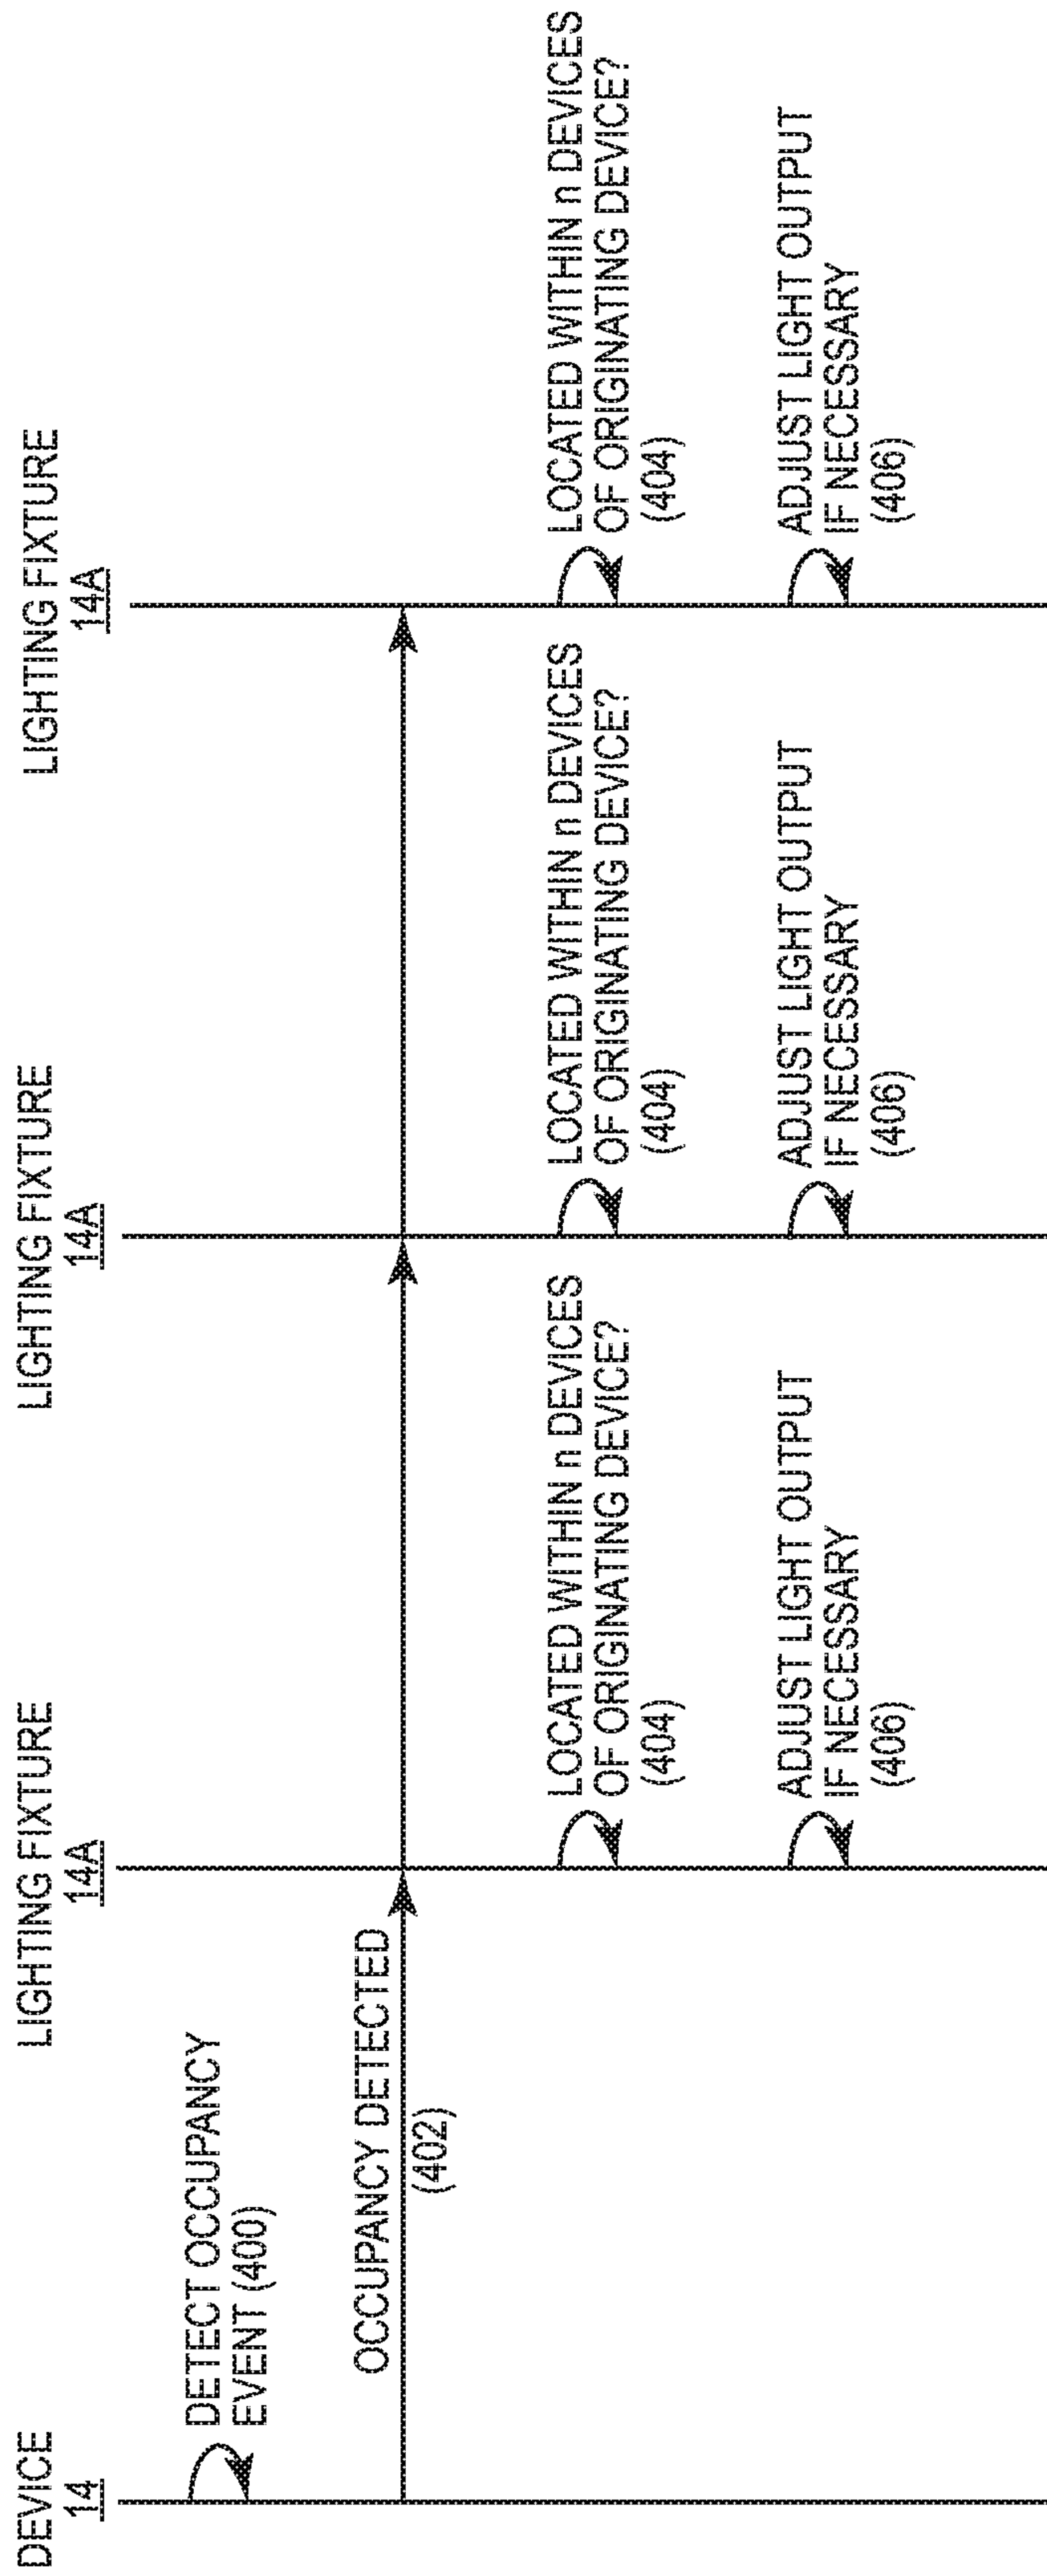 DEVICE
14
LIGHTING FIXTURE
14A
LIGHTING FIXTURE
14A
LIGHTING FIXTURE
14A
DETECT OCCUPANCY
EVENT (400)
OCCUPANCY DETECTED
(402)
LOCATED WITHIN n DEVICES
OF ORIGINATING DEVICE?
(404)
LOCATED WITHIN n DEVICES
OF ORIGINATING DEVICE?
(404)
LOCATED WITHIN n DEVICES
OF ORIGINATING DEVICE?
(404)
ADJUST LIGHT OUTPUT
IF NECESSARY
(406)
ADJUST LIGHT OUTPUT
IF NECESSARY
(406)
ADJUST LIGHT OUTPUT
IF NECESSARY
(406)